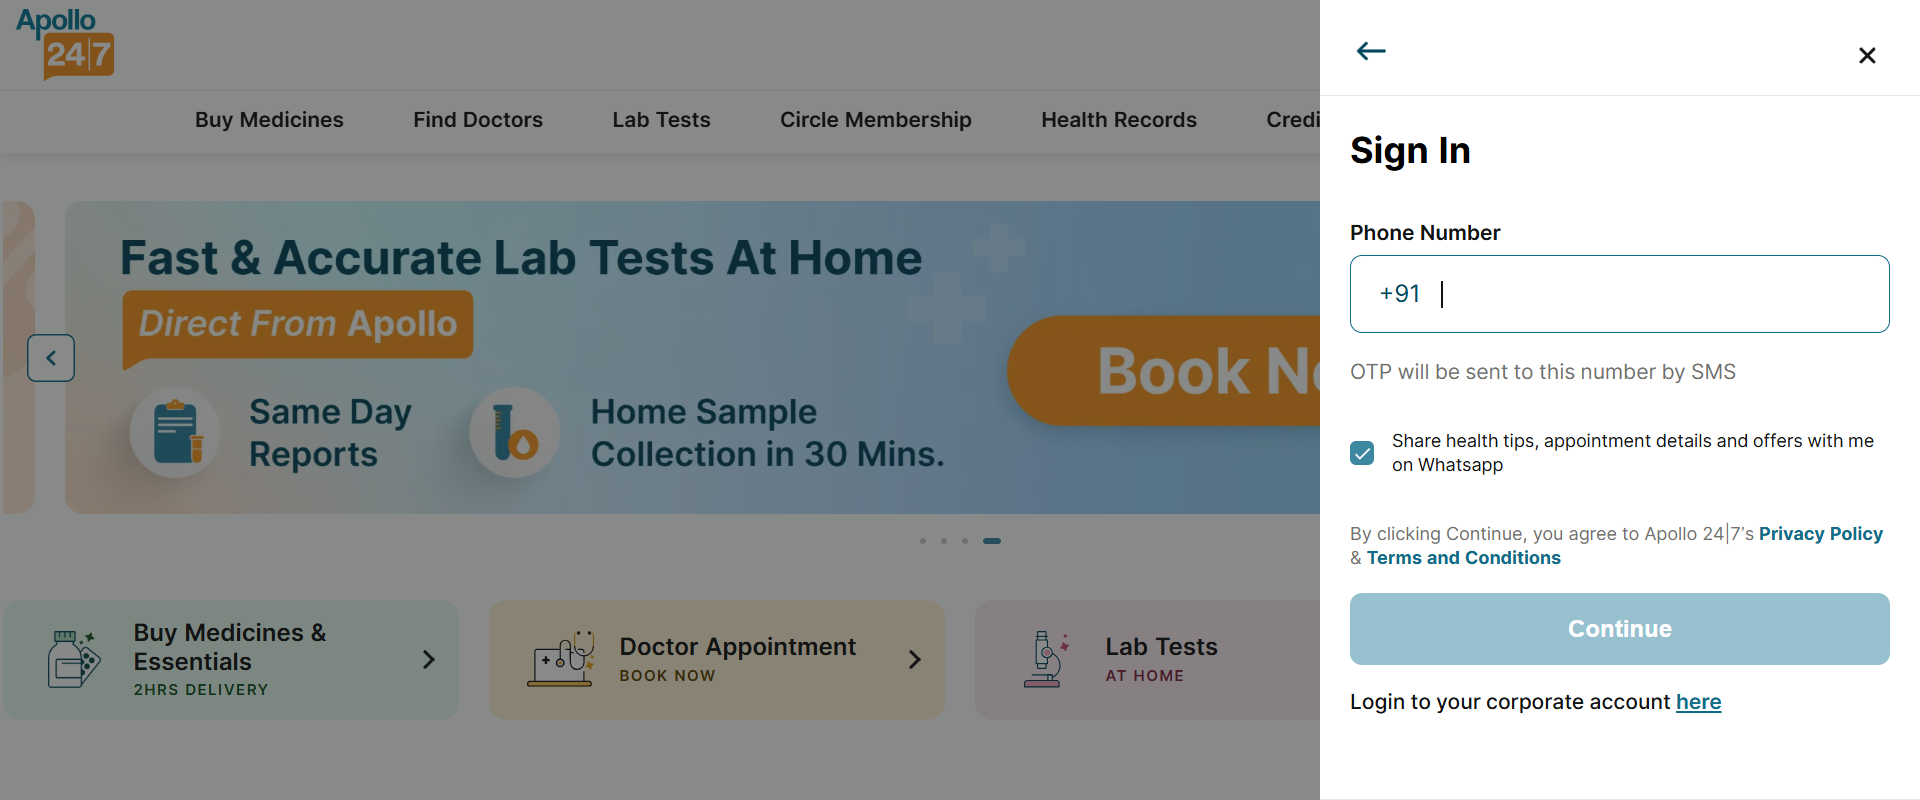 Apollo
24|7
Buy Medicines
Find Doctors
Lab Tests
Circle Membership
Health Records
Credi
Fast & Accurate Lab Tests At Home
Direct From Apollo
Same Day
Reports
Home Sample
Collection in 30 Mins.
Book N
Buy Medicines &
Essentials
2HRS DELIVERY
Doctor Appointment
BOOK NOW
Lab Tests
AT HOME
Sign In
Phone Number
+91
OTP will be sent to this number by SMS
Share health tips, appointment details and offers with me
on Whatsapp
By clicking Continue, you agree to Apollo 24|7's Privacy Policy
& Terms and Conditions
Continue
Login to your corporate account here